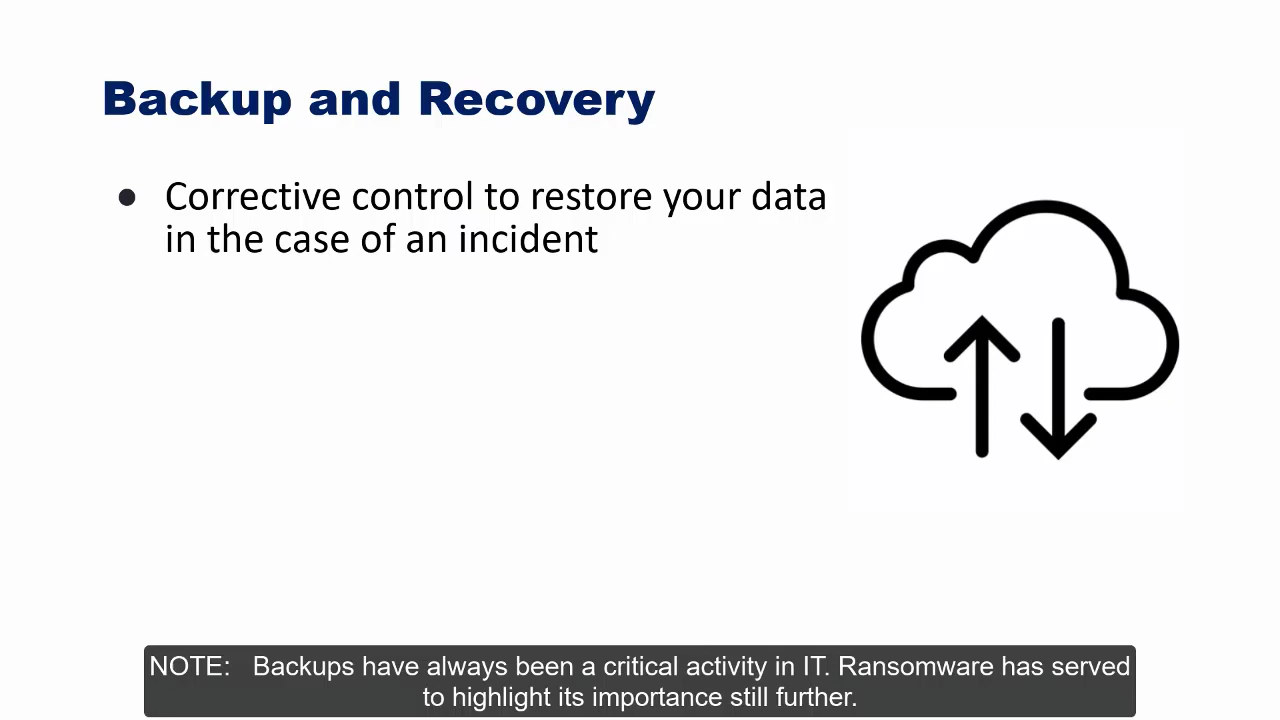 Backup and Recovery
● Corrective control to restore your data
in the case of an incident
NOTE: Backups have always been a critical activity in IT. Ransomware has served
to highlight its importance still further.